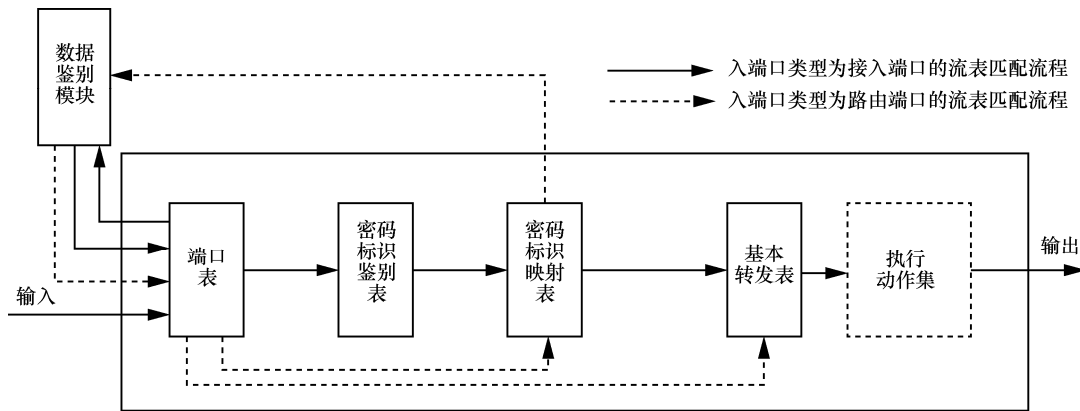 数据
鉴别
模块
入端口类型为接入端口的流表匹配流程
入端口类型为路由端口的流表匹配流程
输入
端口
表
密码
标识
鉴别
表
密码
标识
映射
表
基本
转发表
执行
动作集
输出